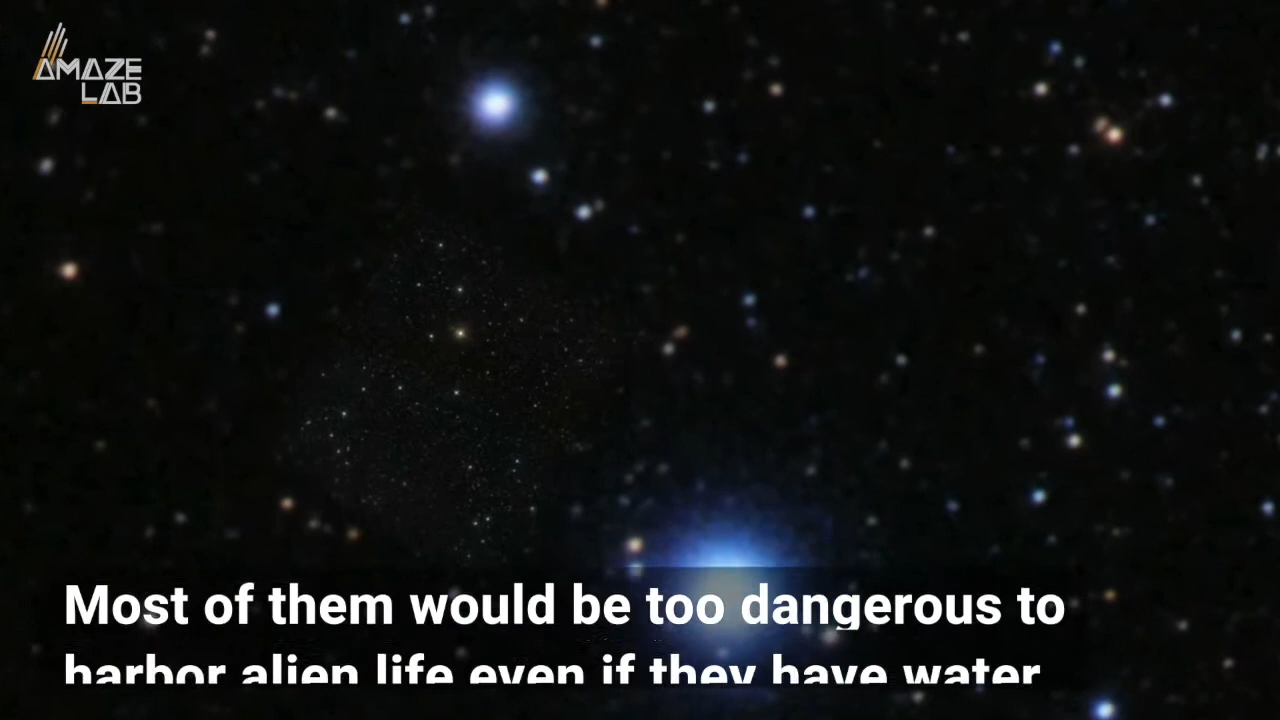 AMAZE
LAB
Most of them would be too dangerous to
harbor alien life even if they have water